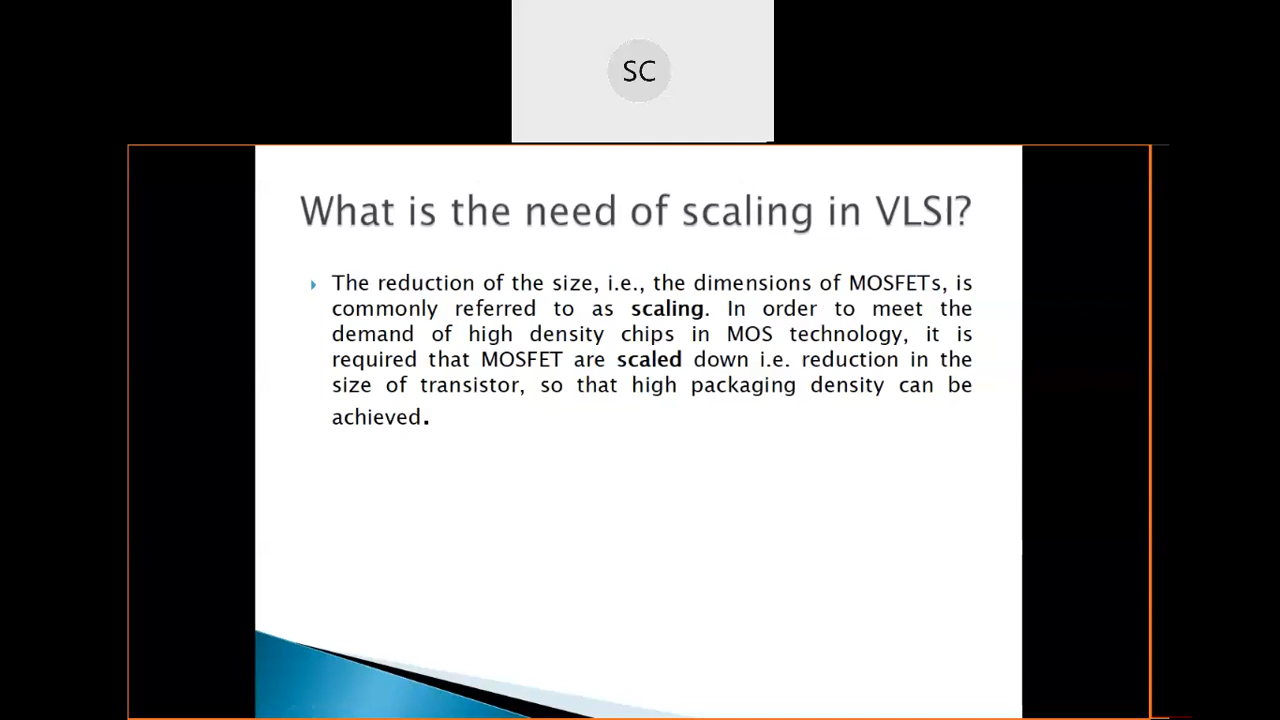 SC
What is the need of scaling in VLSI?
The reduction of the size, i.e., the dimensions of MOSFETs, is
commonly referred to as scaling. In order to meet the
demand of high density chips in MOS technology, it is
required that MOSFET are scaled down i.e. reduction in the
size of transistor, so that high packaging density can be
achieved.